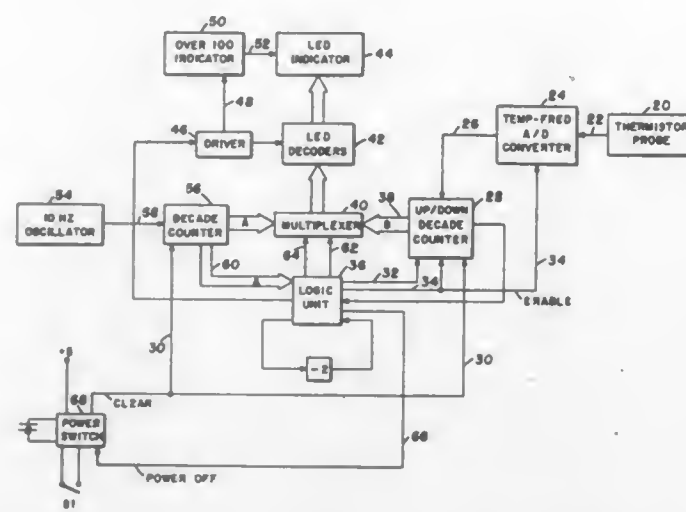 50
OVER 100
INDICATOR
52
LED
INDICATOR
44
48
24
TEMP-FREQ
A/D
CONVERTER
20
22
THERMISTOR
PROBE
26
46
DRIVER
LED
DECODERS
42
54
10 HZ
OSCILLATOR
56
58
DECADE
COUNTER
A
40
MULTIPLEXER
38
B
28
UP/DOWN
DECADE
COUNTER
60
A
64
62
36
LOGIC
UNIT
32
34
34
ENABLE
30
÷2
30
+5
CLEAR
66
POWER
SWITCH
68
POWER OFF
S1